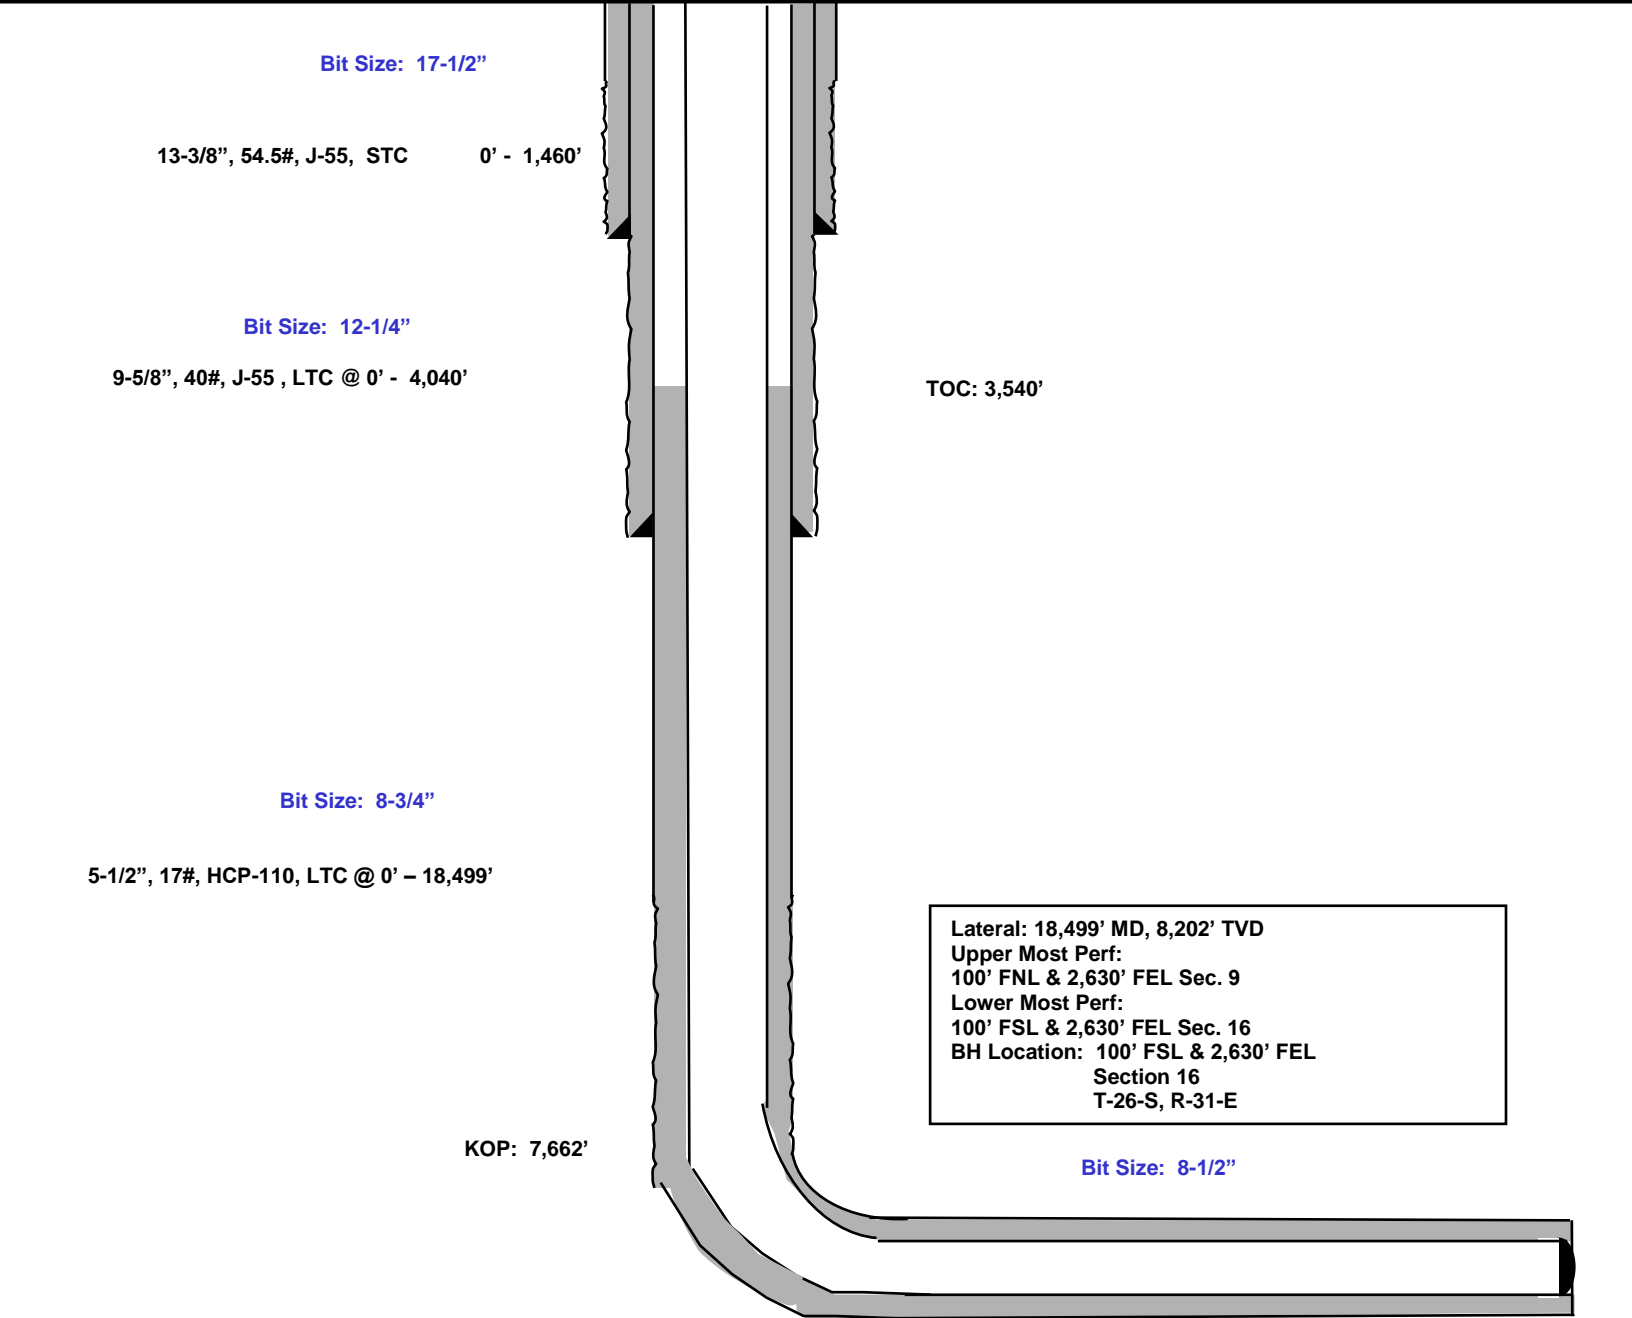 Bit Size: 17-1/2”
13-3/8”, 54.5#, J-55, STC 0’ - 1,460’
Bit Size: 12-1/4”
9-5/8”, 40#, J-55 , LTC @ 0’ - 4,040’
TOC: 3,540’
Bit Size: 8-3/4”
5-1/2”, 17#, HCP-110, LTC @ 0’ – 18,499’
Lateral: 18,499’ MD, 8,202’ TVD
Upper Most Perf:
100’ FNL & 2,630’ FEL Sec. 9
Lower Most Perf:
100’ FSL & 2,630’ FEL Sec. 16
BH Location: 100’ FSL & 2,630’ FEL
Section 16
T-26-S, R-31-E
KOP: 7,662’
Bit Size: 8-1/2”